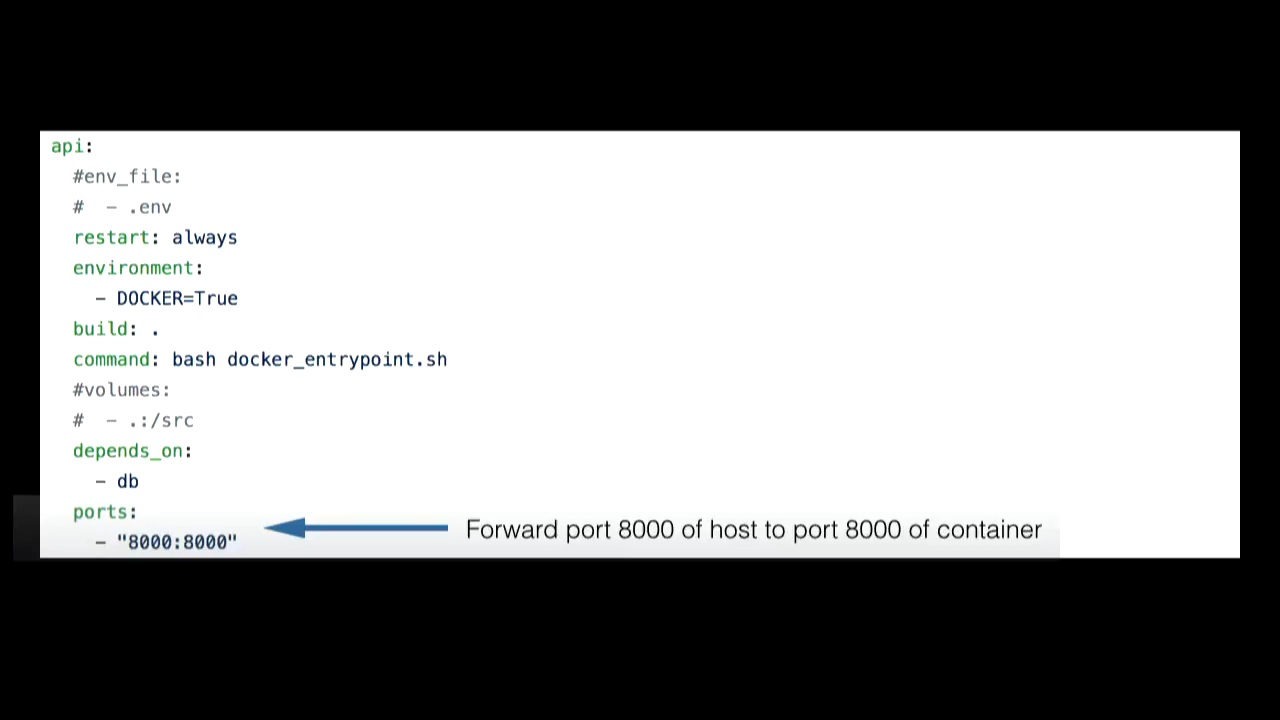 api:
  #env_file:
  #  - .env
  restart: always
  environment:
    - DOCKER=True
  build: .
  command: bash docker_entrypoint.sh
  #volumes:
  #  - .:/src
  depends_on:
    - db
  ports:
    - "8000:8000"
Forward port 8000 of host to port 8000 of container